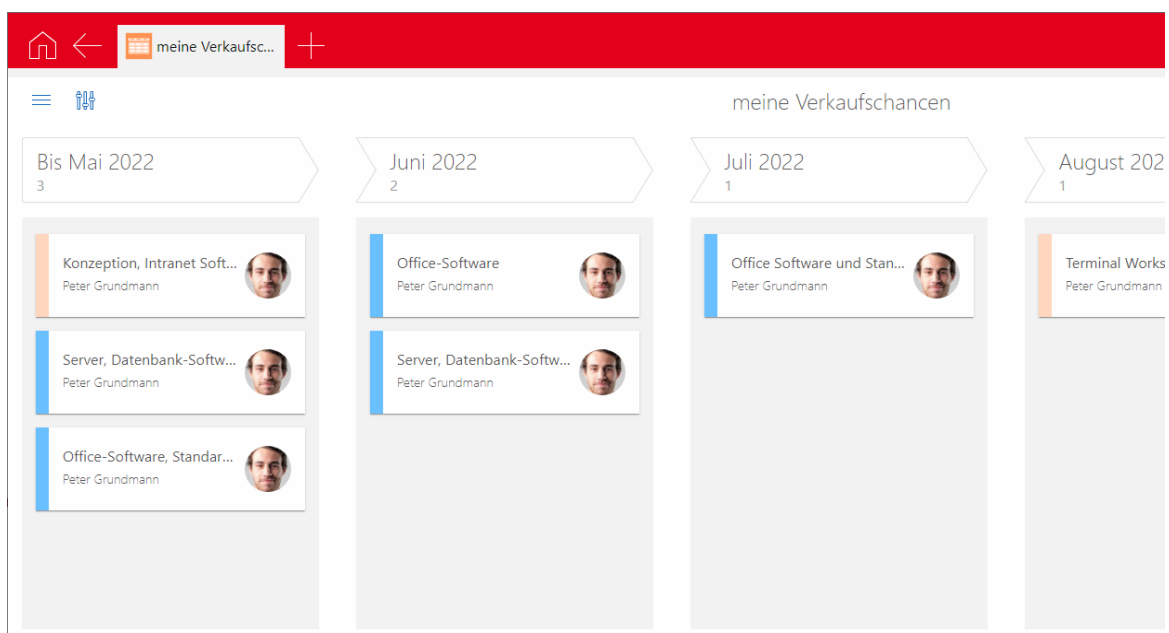 meine Verkaufsc...
meine Verkaufschancen
Bis Mai 2022
3
Juni 2022
2
Juli 2022
1
August 202
1
Konzeption, Intranet Soft...
Peter Grundmann
Server, Datenbank-Softw...
Peter Grundmann
Office-Software, Standar...
Peter Grundmann
Office-Software
Peter Grundmann
Server, Datenbank-Softw...
Peter Grundmann
Office Software und Stan...
Peter Grundmann
Terminal Works
Peter Grundmann